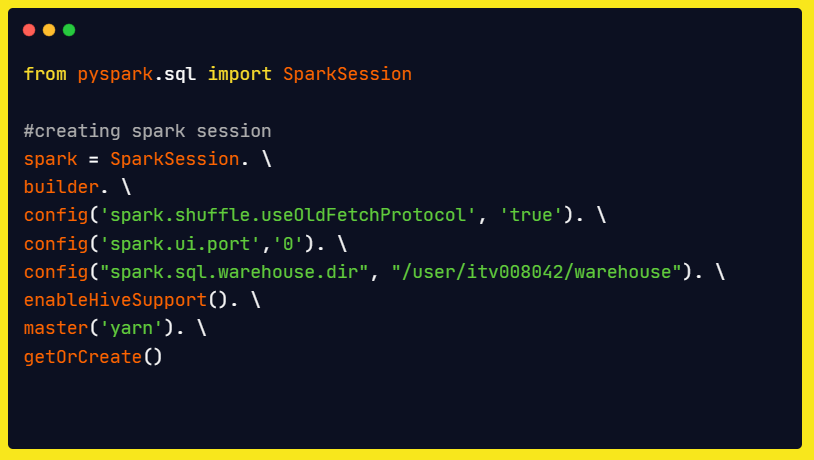 from pyspark.sql import SparkSession
#creating spark session
spark = SparkSession. \
builder. \
config('spark.shuffle.useOldFetchProtocol', 'true'). \
config('spark.ui.port','0'). \
config("spark.sql.warehouse.dir", "/user/itv008042/warehouse"). \
enableHiveSupport(). \
master('yarn'). \
getOrCreate()